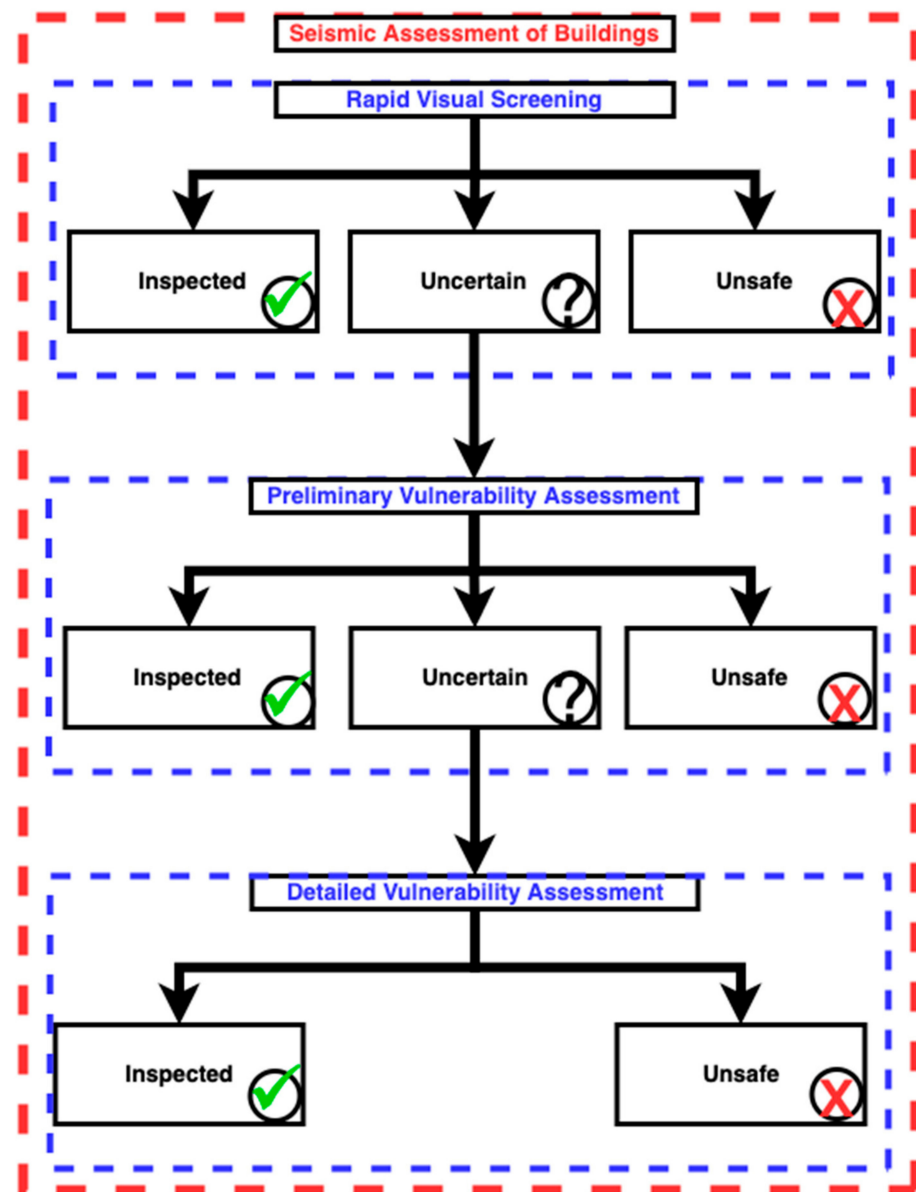 Seismic Assessment of Buildings
Rapid Visual Screening
Inspected
Uncertain
?
Unsafe
X
Preliminary Vulnerability Assessment
Inspected
Uncertain
?
Unsafe
X
Detailed Vulnerability Assessment
Inspected
Unsafe
X